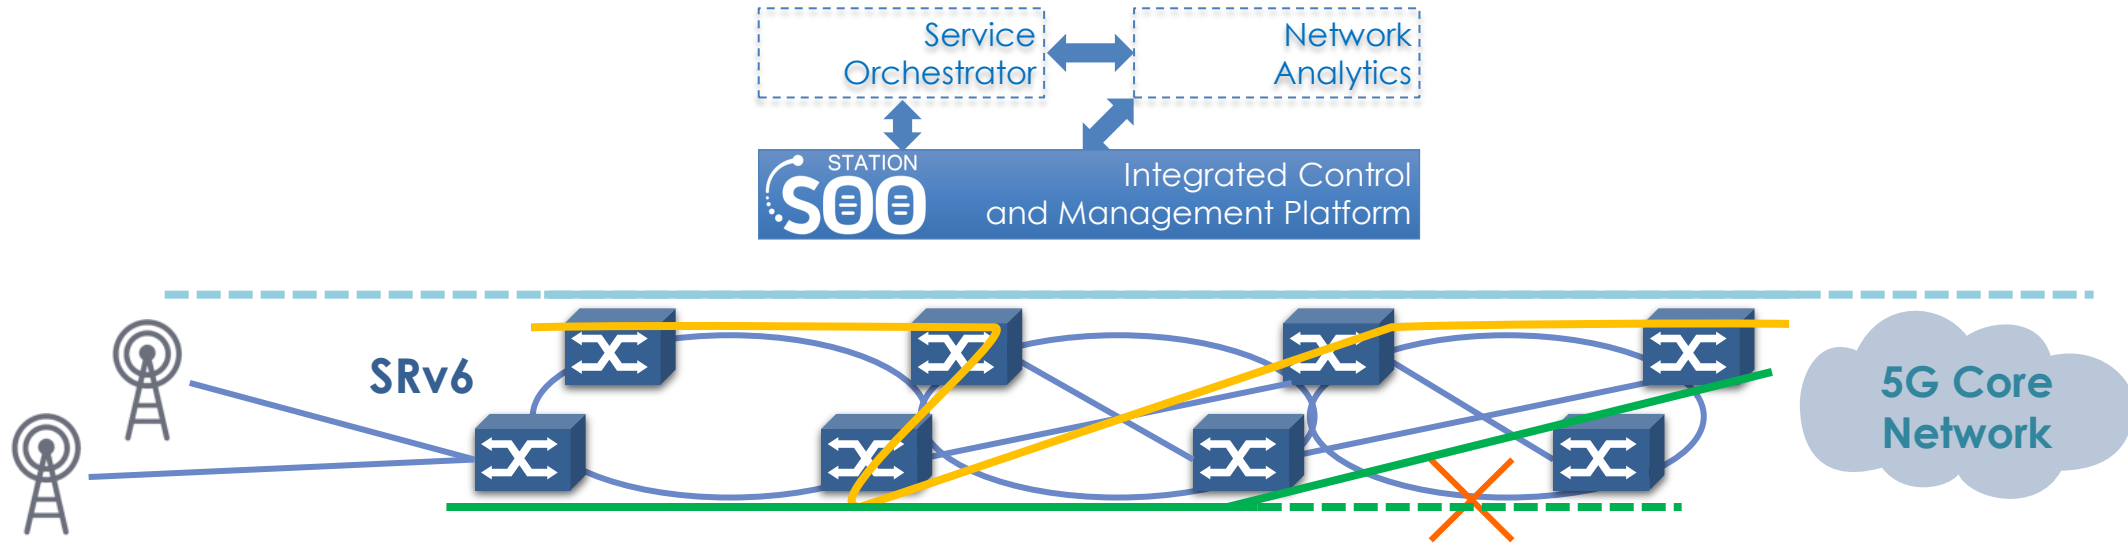 Service
Orchestrator
Network
Analytics
STATION
SOO
Integrated Control
and Management Platform
SRv6
5G Core
Network